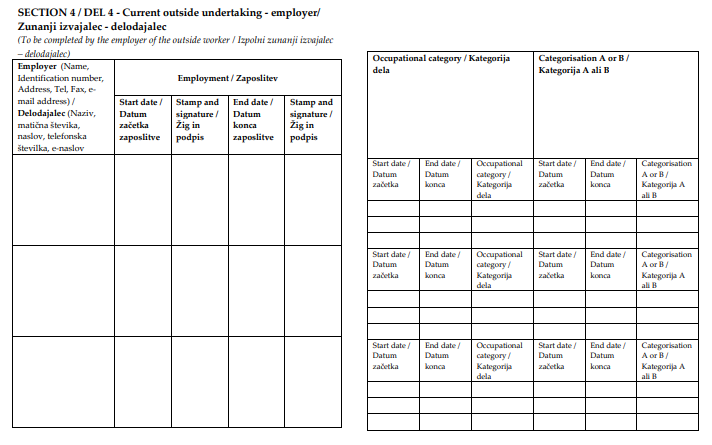 SECTION 4 / DEL 4 - Current outside undertaking - employer/
Zunanji izvajalec - delodajalec
(To be completed by the employer of the outside worker / Izpolni zunanji izvajalec
– delodajalec)
Employer (Name,
Identification number,
Address, Tel, Fax, e-
mail address) /
Delodajalec (Naziv,
matična števika,
naslov, telefonska
številka, e-naslov
Employment / Zaposlitev
Start date /
Datum
začetka
zaposlitve
Stamp and
signature /
Žig in
podpis
End date /
Datum
konca
zaposlitve
Stamp and
signature /
Žig in
podpis
Occupational category / Kategorija
dela
Categorisation A or B /
Kategorija A ali B
Start date /
Datum
začetka
End date /
Datum
konca
Occupational
category /
Kategorija
dela
Start date /
Datum
začetka
End date /
Datum
konca
Categorisation
A or B /
Kategorija A
ali B
Start date /
Datum
začetka
End date /
Datum
konca
Occupational
category /
Kategorija
dela
Start date /
Datum
začetka
End date /
Datum
konca
Categorisation
A or B /
Kategorija A
ali B
Start date /
Datum
začetka
End date /
Datum
konca
Occupational
category /
Kategorija
dela
Start date /
Datum
začetka
End date /
Datum
konca
Categorisation
A or B /
Kategorija A
ali B